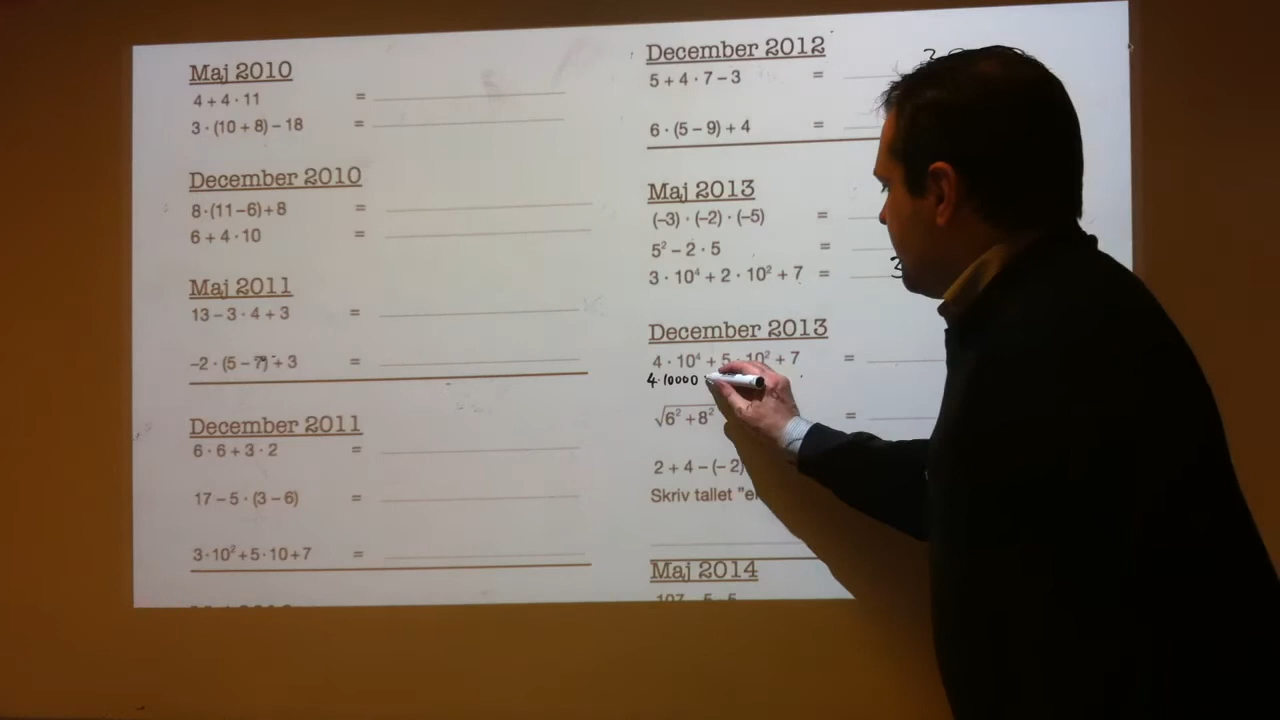 Maj 2010
4 + 4 · 11 =
3 · (10 + 8) – 18 =
December 2010
8·(11–6)+8 =
6 + 4 · 10 =
Maj 2011
13 – 3 · 4 + 3 =
–2 · (5 – 7) + 3 =
December 2011
6 · 6 + 3 · 2 =
17 – 5 · (3 – 6) =
3·10²+5·10+7 =
December 2012
5 + 4 · 7 – 3 =
6 · (5 – 9) + 4 =
Maj 2013
(–3) · (–2) · (–5) =
5² – 2 · 5 =
3 · 10⁴ + 2 · 10² + 7 = 3
December 2013
4 · 10⁴ + 5 · 10² + 7 =
4·10000
√6² + 8² =
2 + 4 – (– 2)
Skriv tallet
Maj 2014